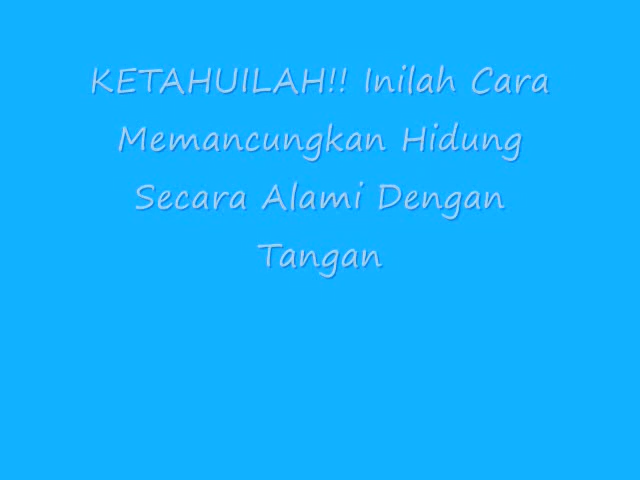 KETAHUILAH!! Inilah Cara
Memancungkan Hidung
Secara Alami Dengan
Tangan